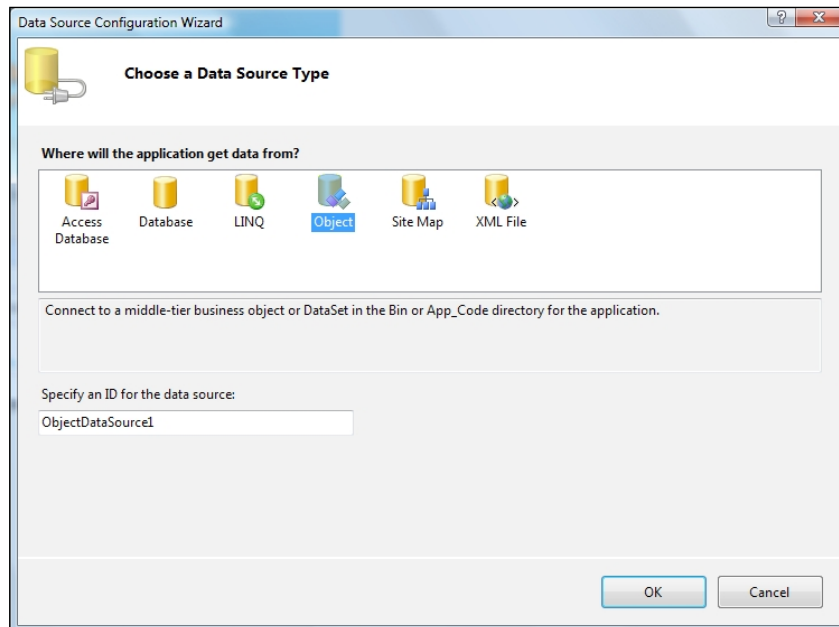 Data Source Configuration Wizard
Choose a Data Source Type
Where will the application get data from?
Access Database
Database
LINQ
Object
Site Map
XML File
Connect to a middle-tier business object or DataSet in the Bin or App_Code directory for the application.
Specify an ID for the data source:
ObjectDataSource1
OK
Cancel